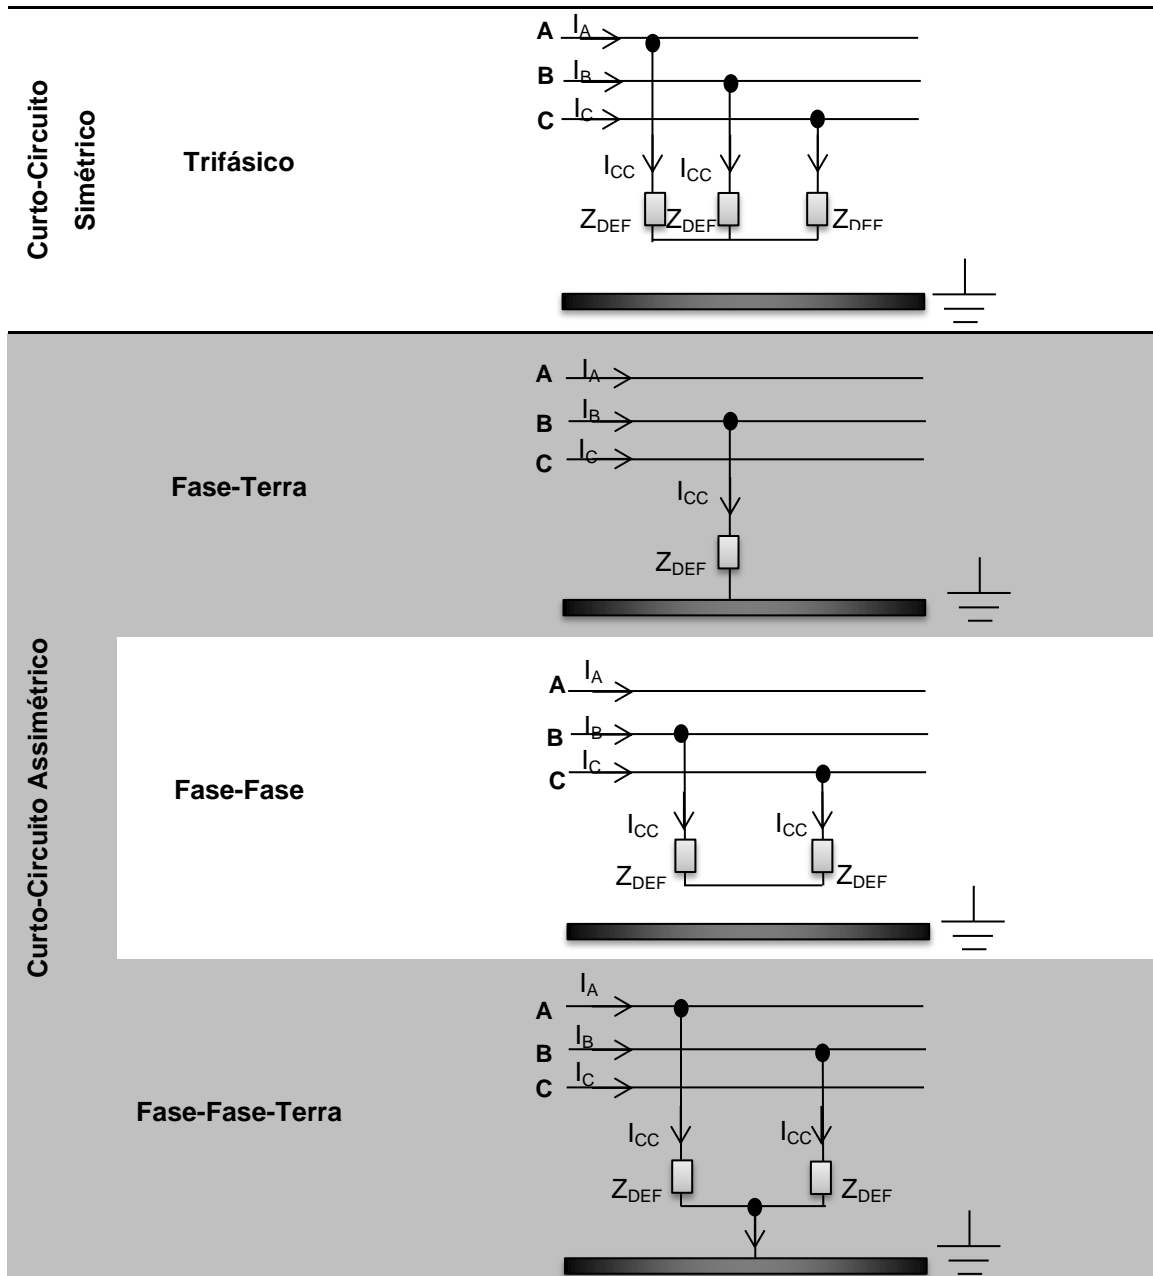 Curto-Circuito
Simétrico
Trifásico
A I_A
B I_B
C I_C
I_CC I_CC
Z_DEF Z_DEF Z_DEF
Curto-Circuito Assimétrico
Fase-Terra
A I_A
B I_B
C I_C
I_CC
Z_DEF
Fase-Fase
A I_A
B I_B
C I_C
I_CC I_CC
Z_DEF Z_DEF
Fase-Fase-Terra
A I_A
B I_B
C I_C
I_CC I_CC
Z_DEF Z_DEF